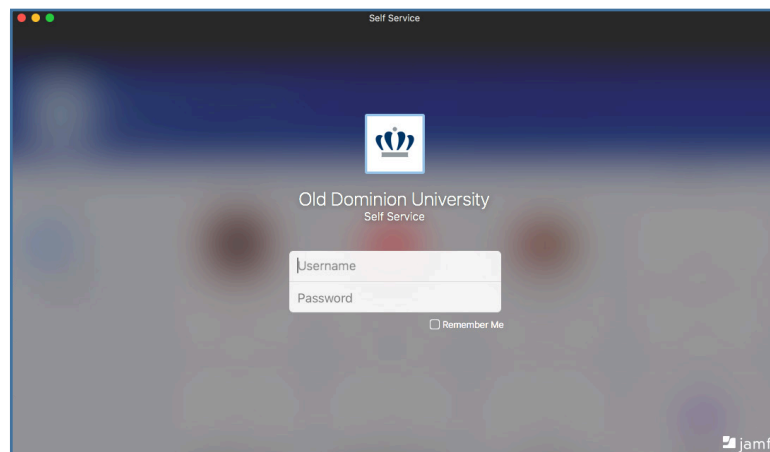 Self Service
Old Dominion University
Self Service
Username
Password
Remember Me
jamf